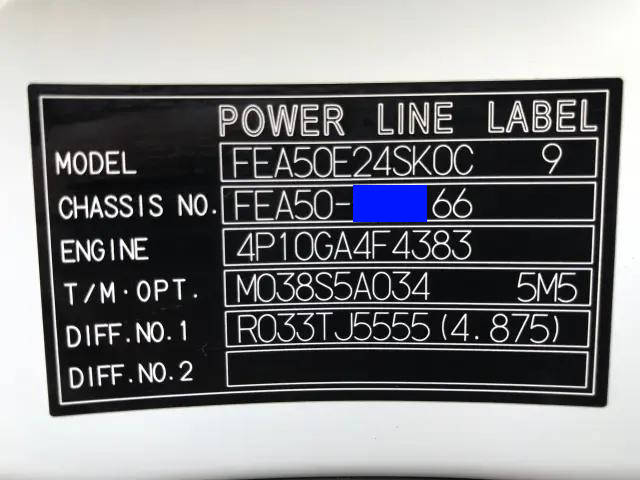 POWER LINE LABEL
MODEL FEA50E24SK0C 9
CHASSIS NO. FEA50- 66
ENGINE 4P10GA4F4383
T/M·OPT. M038S5A034 5M5
DIFF.NO.1 R033TJ5555(4.875)
DIFF.NO.2